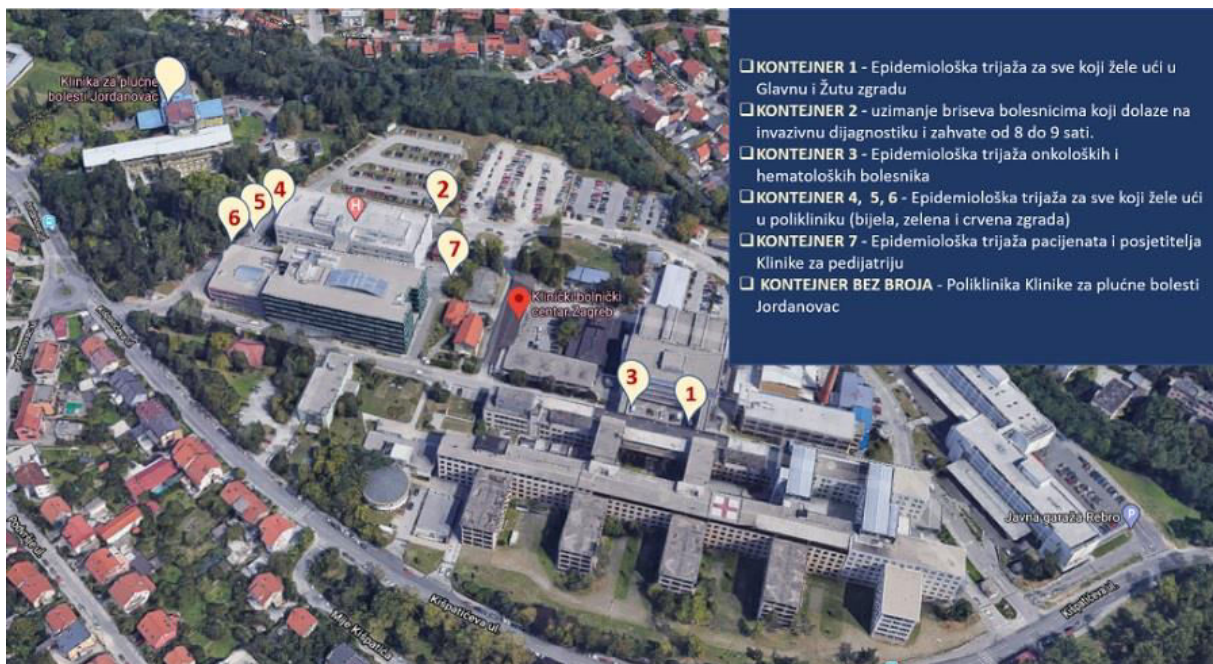 KONTEJNER 1 - Epidemiološka trijaža za sve koji žele ući u
Glavnu i Žutu zgradu
KONTEJNER 2 - uzimanje briseva bolesnicima koji dolaze na
invazivnu dijagnostiku i zahvate od 8 do 9 sati.
KONTEJNER 3 - Epidemiološka trijaža onkoloških i
hematoloških bolesnika
KONTEJNER 4, 5, 6 - Epidemiološka trijaža za sve koji žele ući
u polikliniku (bijela, zelena i crvena zgrada)
KONTEJNER 7 - Epidemiološka trijaža pacijenata i posjetitelja
Klinike za pedijatriju
KONTEJNER BEZ BROJA - Poliklinika Klinike za plućne bolesti
Jordanovac
Klinika za plućne
bolesti Jordanovac
4
5
6
2
H
7
Klinički bolnički
centar Zagreb
3
1
Javna garaža Rebro
P
Kišpatićeva ul
Kišpatićeva ul
Mije Kišpatića